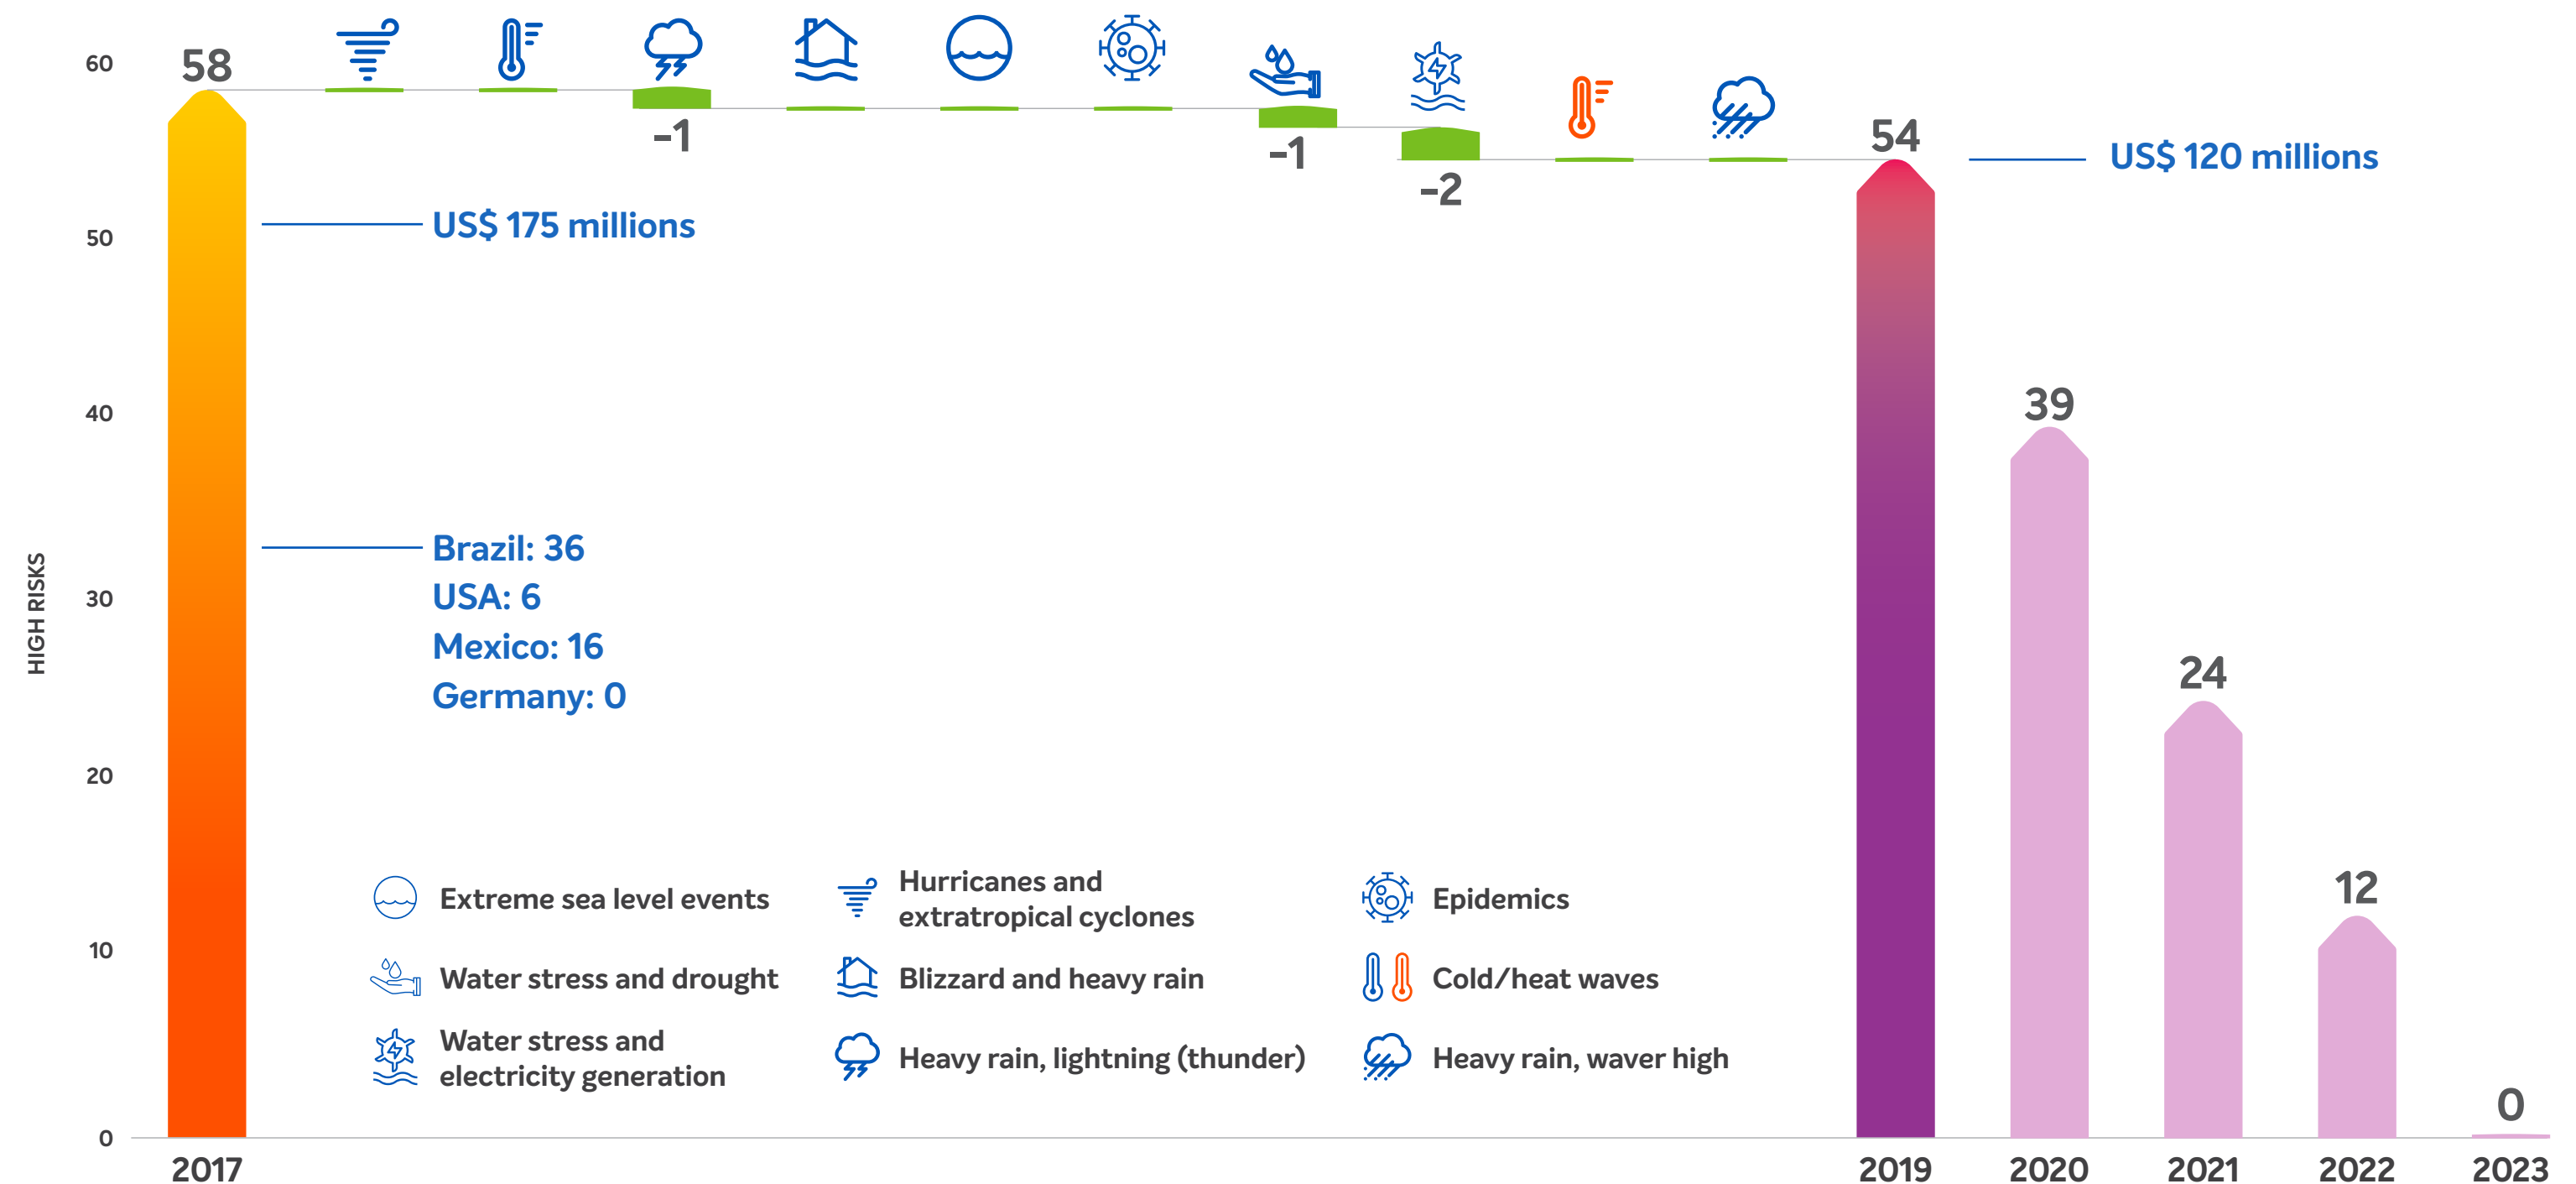 HIGH RISKS
60
50
40
30
20
10
0
58
-1
-1
-2
54
39
24
12
0
US$ 175 millions
US$ 120 millions
Brazil: 36
USA: 6
Mexico: 16
Germany: 0
Extreme sea level events
Water stress and drought
Water stress and
electricity generation
Hurricanes and
extratropical cyclones
Blizzard and heavy rain
Heavy rain, lightning (thunder)
Epidemics
Cold/heat waves
Heavy rain, waver high
2017
2019
2020
2021
2022
2023